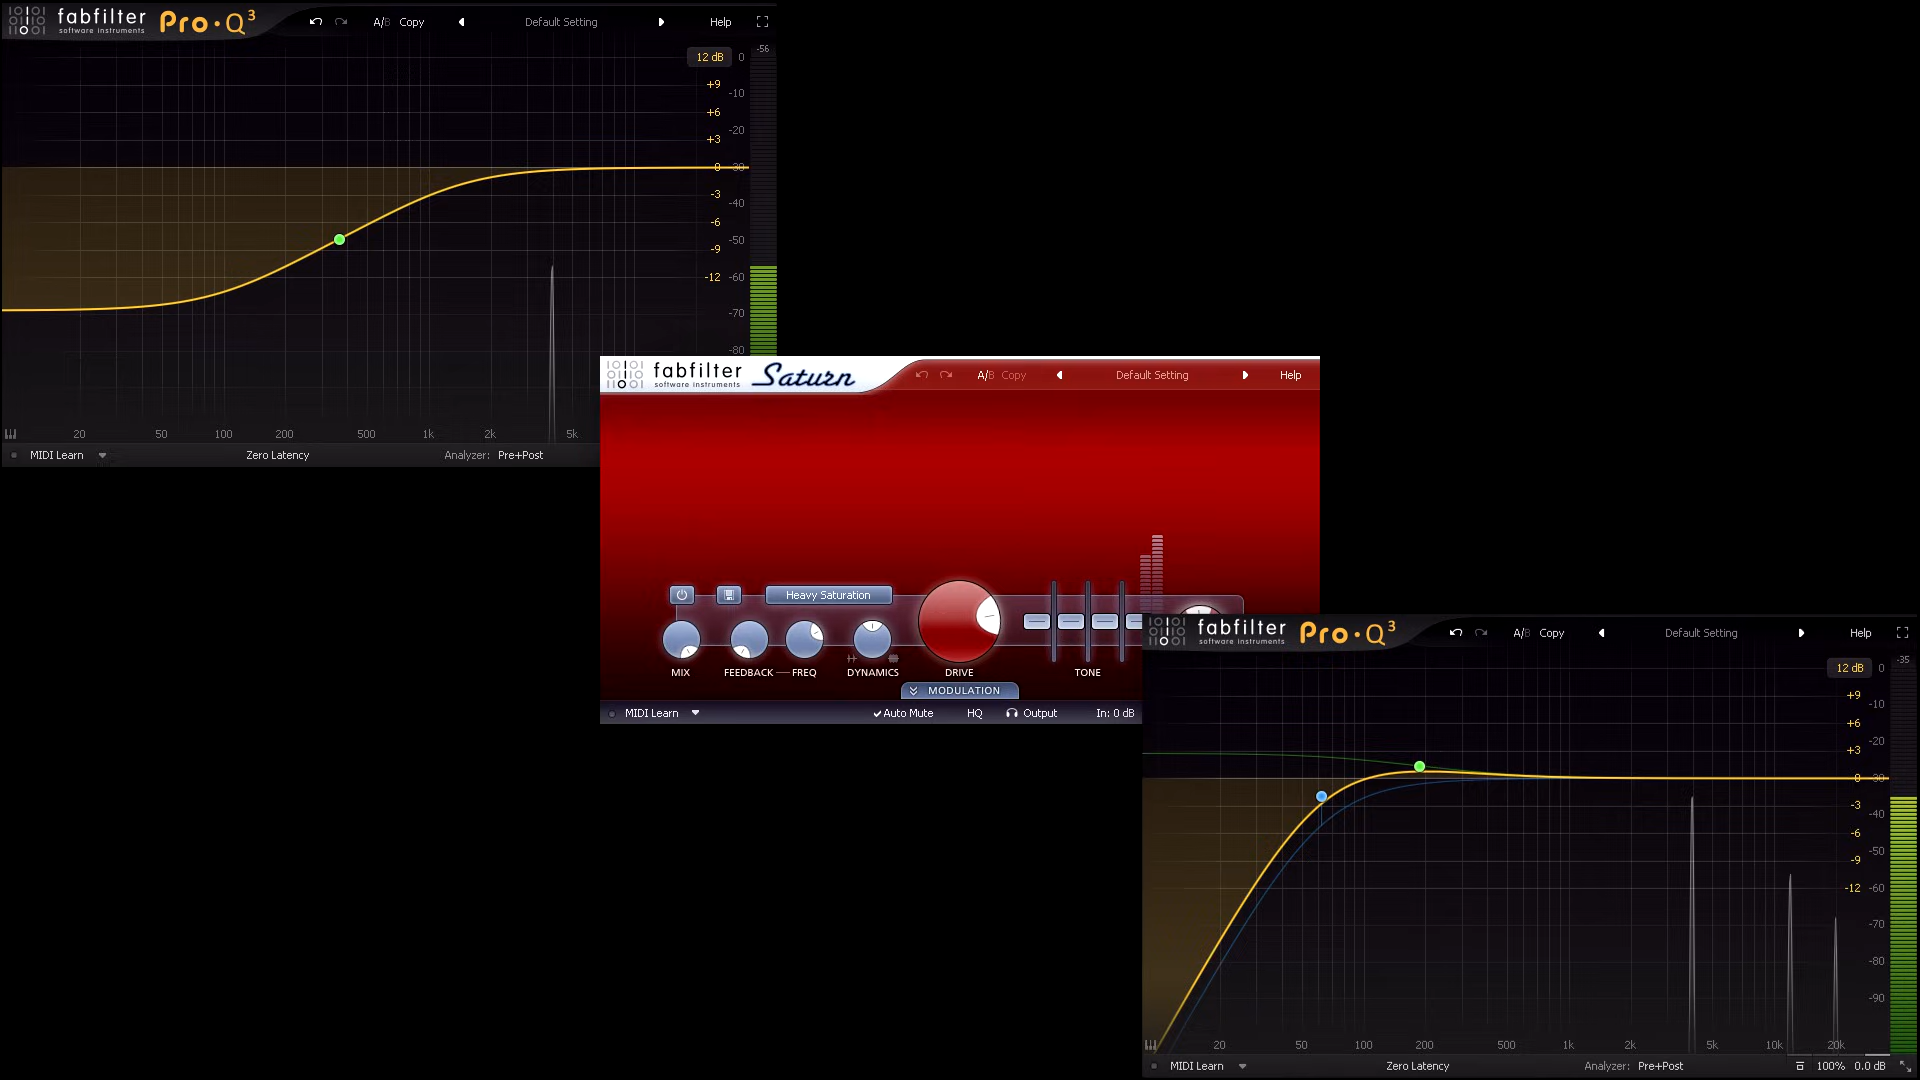 fabfilter Pro·Q3
software instruments
A/B Copy Default Setting Help
12 dB 0 -56
+9
-10
+6
-20
+3
0 -30
-3
-40
-6
-50
-9
-12 -60
-70
-80
20 50 100 200 500 1k 2k 5k
MIDI Learn Zero Latency Analyzer: Pre+Post
fabfilter Saturn
software instruments
A/B Copy Default Setting Help
Heavy Saturation
MIX FEEDBACK FREQ DYNAMICS DRIVE TONE
MODULATION
MIDI Learn Auto Mute HQ Output In: 0 dB
fabfilter Pro·Q3
software instruments
A/B Copy Default Setting Help
12 dB 0 -35
+9
-10
+6
-20
+3
0 -30
-3
-40
-6
-50
-9
-12 -60
-70
-80
-90
20 50 100 200 500 1k 2k 5k 10k 20k
MIDI Learn Zero Latency Analyzer: Pre+Post 100% 0.0 dB